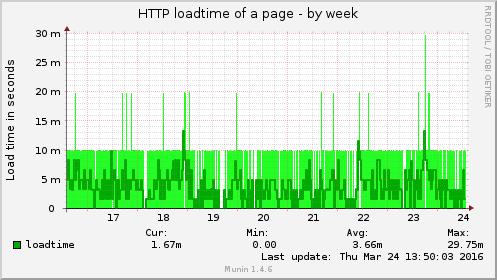 HTTP loadtime of a page - by week
RRDTOOL / TOBI OETIKER
Load time in seconds
30 m
25 m
20 m
15 m
10 m
5 m
0
17 18 19 20 21 22 23 24
Cur: Min: Avg: Max:
loadtime 1.67m 0.00 3.66m 29.75m
Last update: Thu Mar 24 13:50:03 2016
Munin 1.4.6